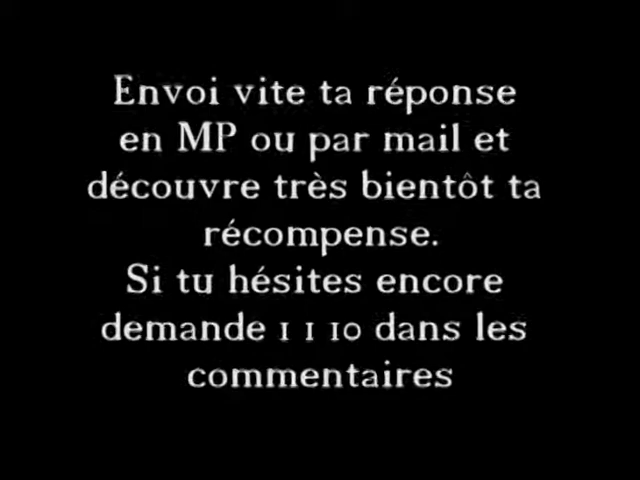 Envoi vite ta réponse
en MP ou par mail et
découvre très bientôt ta
récompense.
Si tu hésites encore
demande 1 1 10 dans les
commentaires